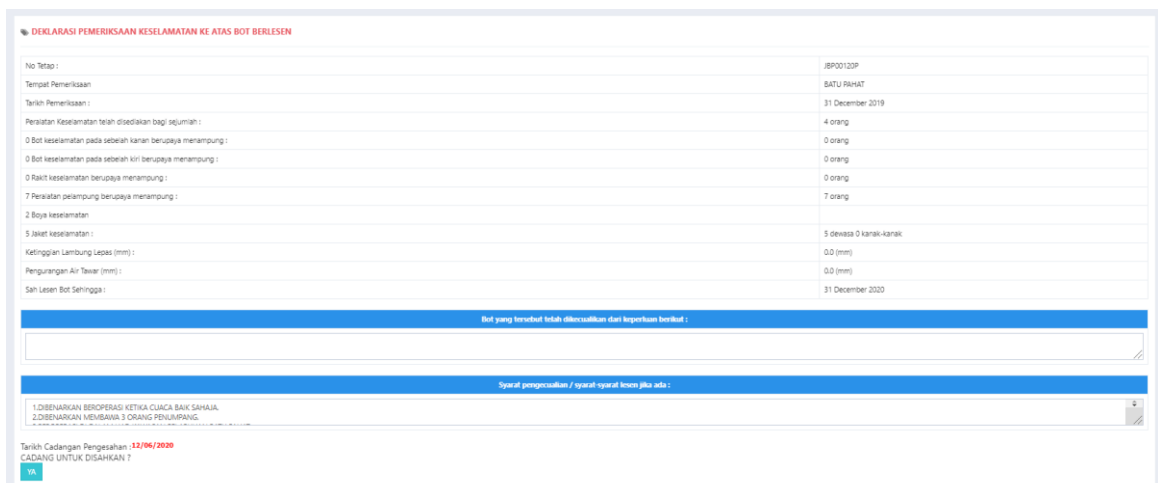 DEKLARASI PEMERIKSAAN KESELAMATAN KE ATAS BOT BERLESEN
No Tetap : JBP00120P
Tempat Pemeriksaan BATU PAHAT
Tarikh Pemeriksaan : 31 December 2019
Peralatan Keselamatan telah disediakan bagi sejumlah : 4 orang
0 Bot keselamatan pada sebelah kanan berupaya menampung : 0 orang
0 Bot keselamatan pada sebelah kiri berupaya menampung : 0 orang
0 Rakit keselamatan berupaya menampung : 0 orang
7 Peralatan pelampung berupaya menampung : 7 orang
2 Boya keselamatan
5 Jaket keselamatan : 5 dewasa 0 kanak-kanak
Ketinggian Lambung Lepas (mm) : 0.0 (mm)
Pengurangan Air Tawar (mm) : 0.0 (mm)
Sah Lesen Bot Sehingga : 31 December 2020
Bot yang tersebut telah dikecualikan dari keperluan berikut :
Syarat pengecualian / syarat-syarat lesen jika ada :
1.DIBENARKAN BEROPERASI KETIKA CUACA BAIK SAHAJA.
2.DIBENARKAN MEMBAWA 3 ORANG PENUMPANG.
Tarikh Cadangan Pengesahan :12/06/2020
CADANG UNTUK DISAHKAN ?
YA